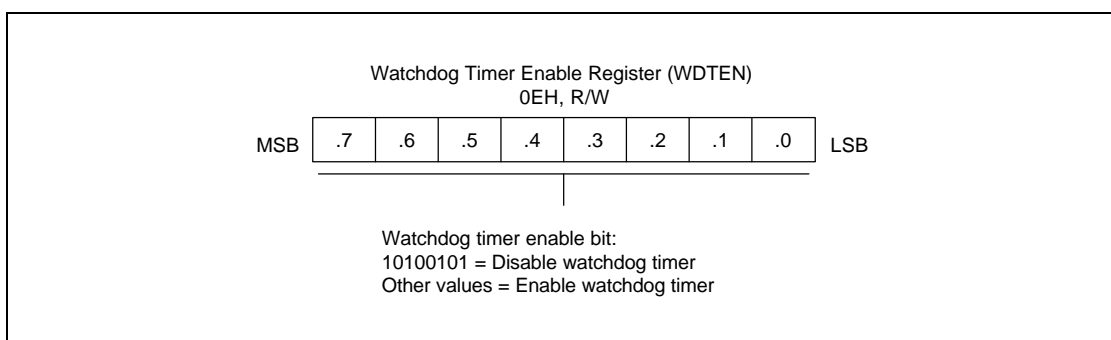 Watchdog Timer Enable Register (WDTEN)
0EH, R/W
MSB .7 .6 .5 .4 .3 .2 .1 .0 LSB
Watchdog timer enable bit:
10100101 = Disable watchdog timer
Other values = Enable watchdog timer